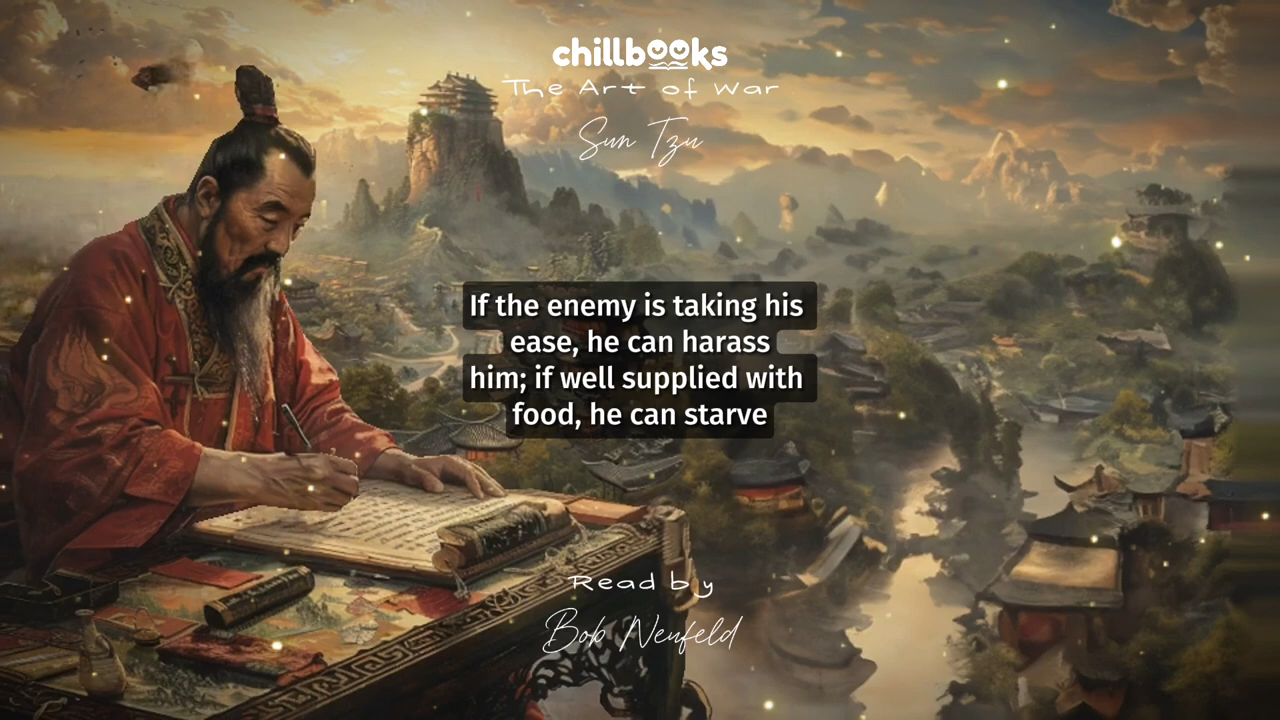 chillbooks
The Art of War
Sun Tzu
If the enemy is taking his
ease, he can harass
him; if well supplied with
food, he can starve
Read by
Bob Neufeld